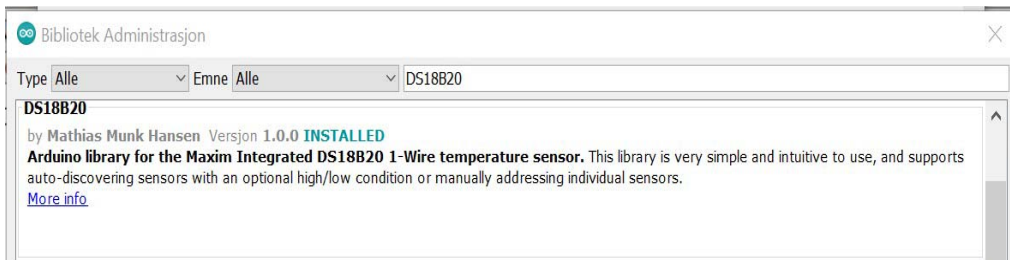 Bibliotek Administrasjon
Type Alle Emne Alle DS18B20
DS18B20
by Mathias Munk Hansen Versjon 1.0.0 INSTALLED
Arduino library for the Maxim Integrated DS18B20 1-Wire temperature sensor. This library is very simple and intuitive to use, and supports
auto-discovering sensors with an optional high/low condition or manually addressing individual sensors.
More info